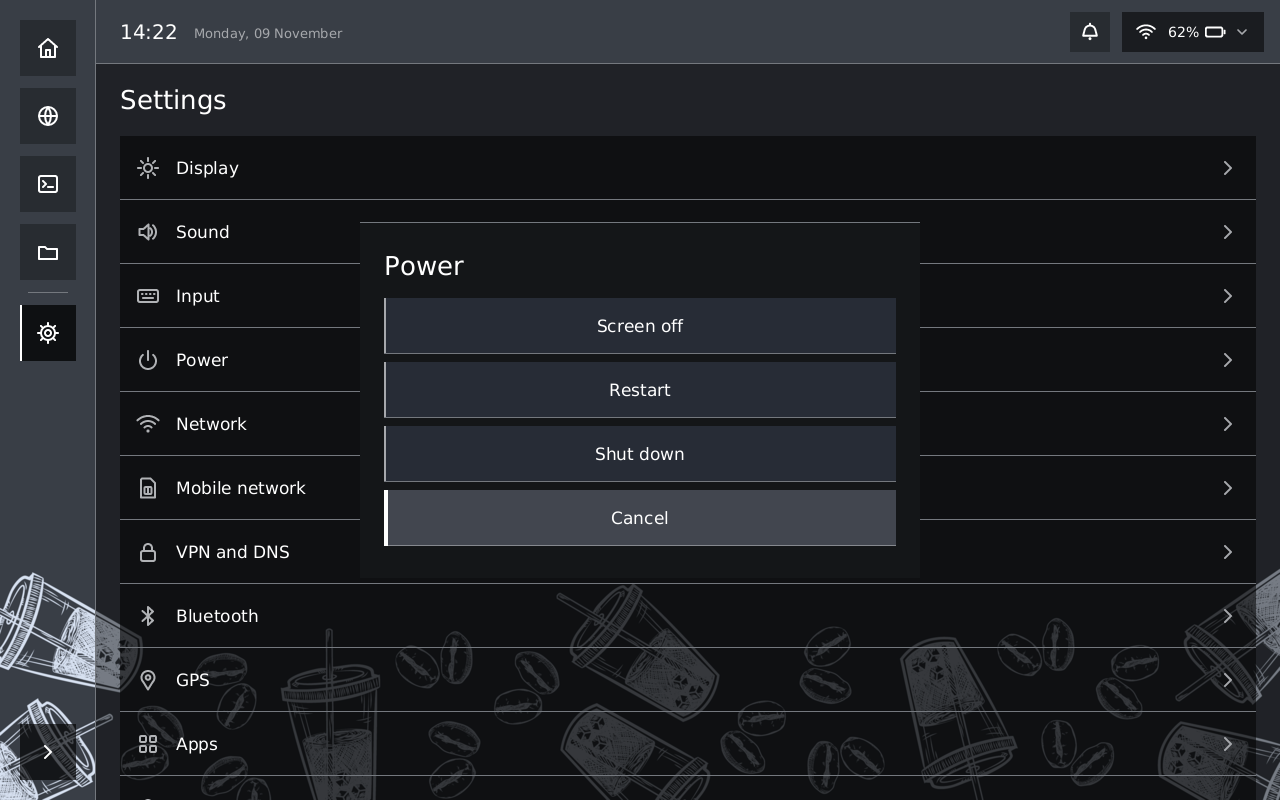 14:22 Monday, 09 November
62%
Settings
Display
Sound
Input
Power
Network
Mobile network
VPN and DNS
Bluetooth
GPS
Apps
Power
Screen off
Restart
Shut down
Cancel